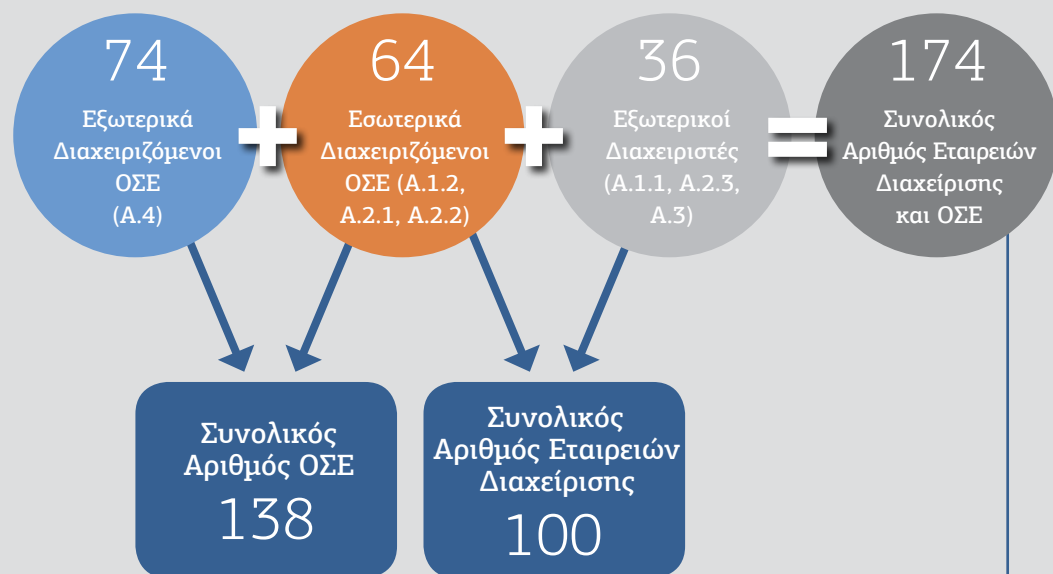 74
Εξωτερικά
Διαχειριζόμενοι
ΟΣΕ
(Α.4)
+
64
Εσωτερικά
Διαχειριζόμενοι
ΟΣΕ (Α.1.2,
Α.2.1, Α.2.2)
+
36
Εξωτερικοί
Διαχειριστές
(Α.1.1, Α.2.3,
Α.3)
=
174
Συνολικός
Αριθμός Εταιρειών
Διαχείρισης
και ΟΣΕ
Συνολικός
Αριθμός ΟΣΕ
138
Συνολικός
Αριθμός Εταιρειών
Διαχείρισης
100